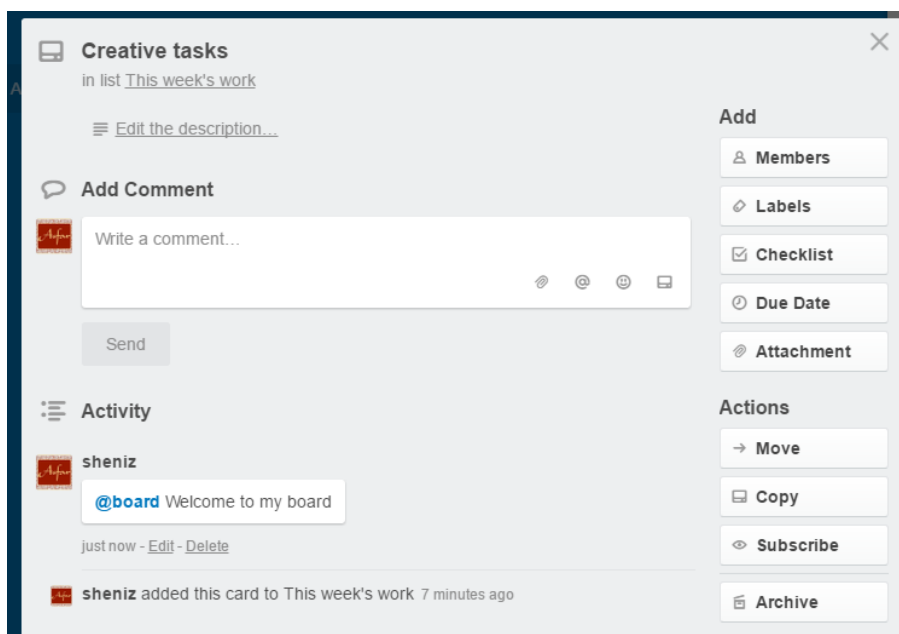 Creative tasks
in list This week's work
Edit the description...
Add Comment
Write a comment...
Send
Activity
sheniz
@board Welcome to my board
just now - Edit - Delete
sheniz added this card to This week's work 7 minutes ago
Add
Members
Labels
Checklist
Due Date
Attachment
Actions
Move
Copy
Subscribe
Archive